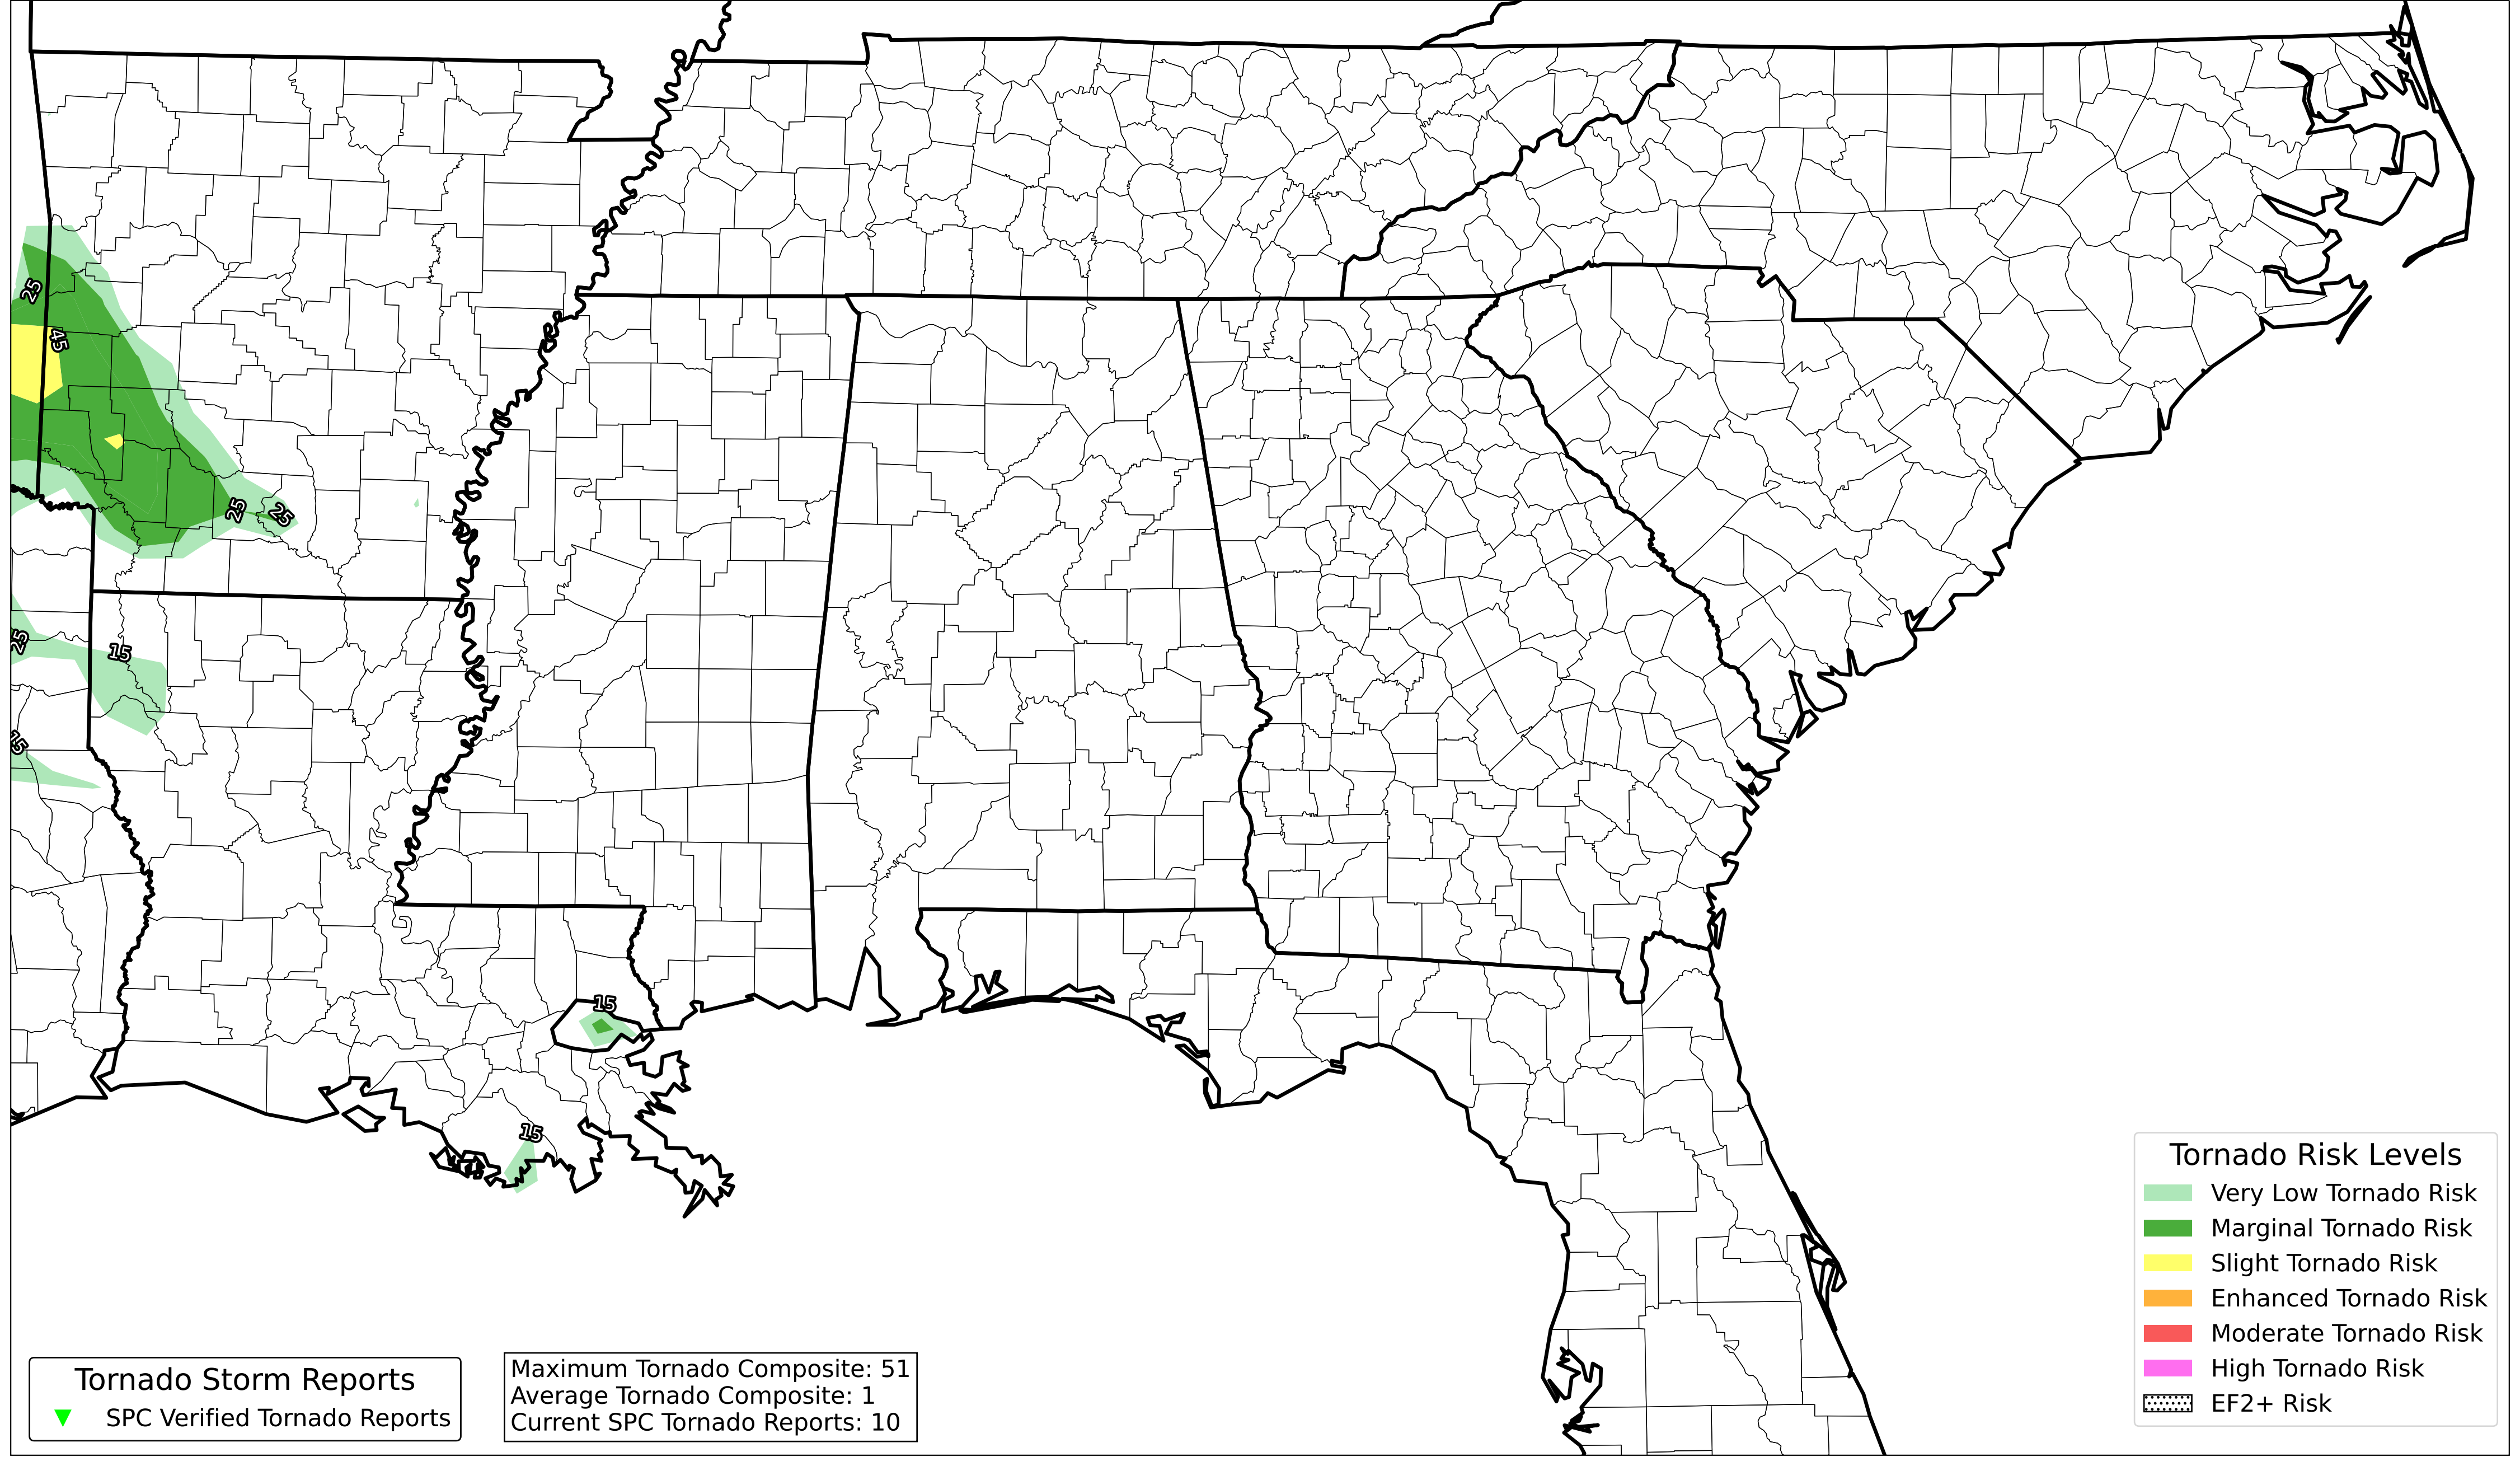 25
45
25
25
25
15
15
15
15
Tornado Risk Levels
Very Low Tornado Risk
Marginal Tornado Risk
Slight Tornado Risk
Enhanced Tornado Risk
Moderate Tornado Risk
High Tornado Risk
EF2+ Risk
Tornado Storm Reports
SPC Verified Tornado Reports
Maximum Tornado Composite: 51
Average Tornado Composite: 1
Current SPC Tornado Reports: 10